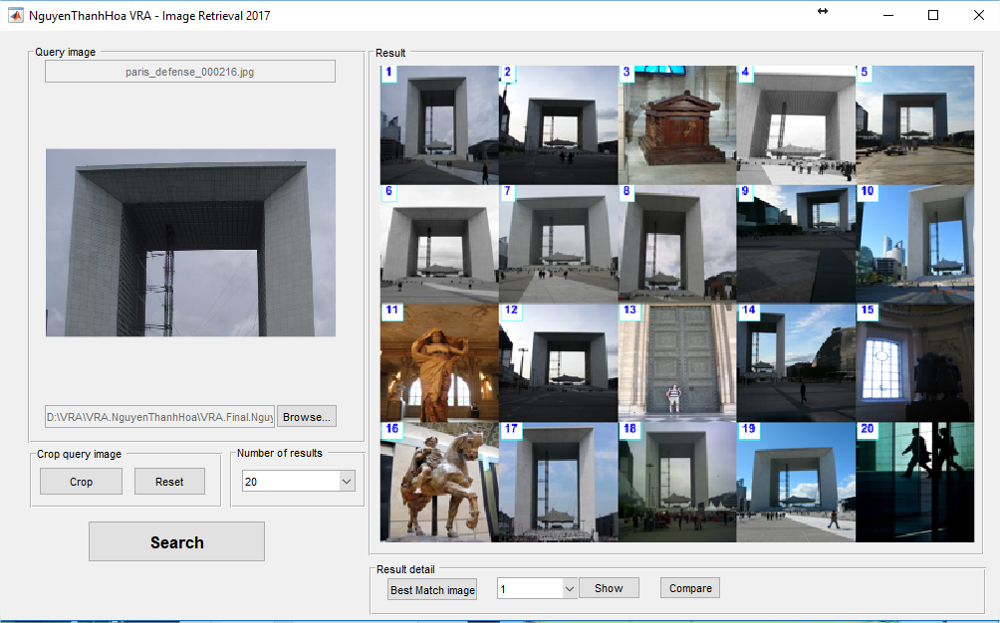 NguyenThanhHoa VRA - Image Retrieval 2017
Query image
paris_defense_000216.jpg
D:\VRA\VRA.NguyenThanhHoa\VRA.Final.Nguy
Browse...
Crop query image
Crop
Reset
Number of results
20
Search
Result
1
2
3
4
5
6
7
8
9
10
11
12
13
14
15
16
17
18
19
20
Result detail
Best Match image
1
Show
Compare